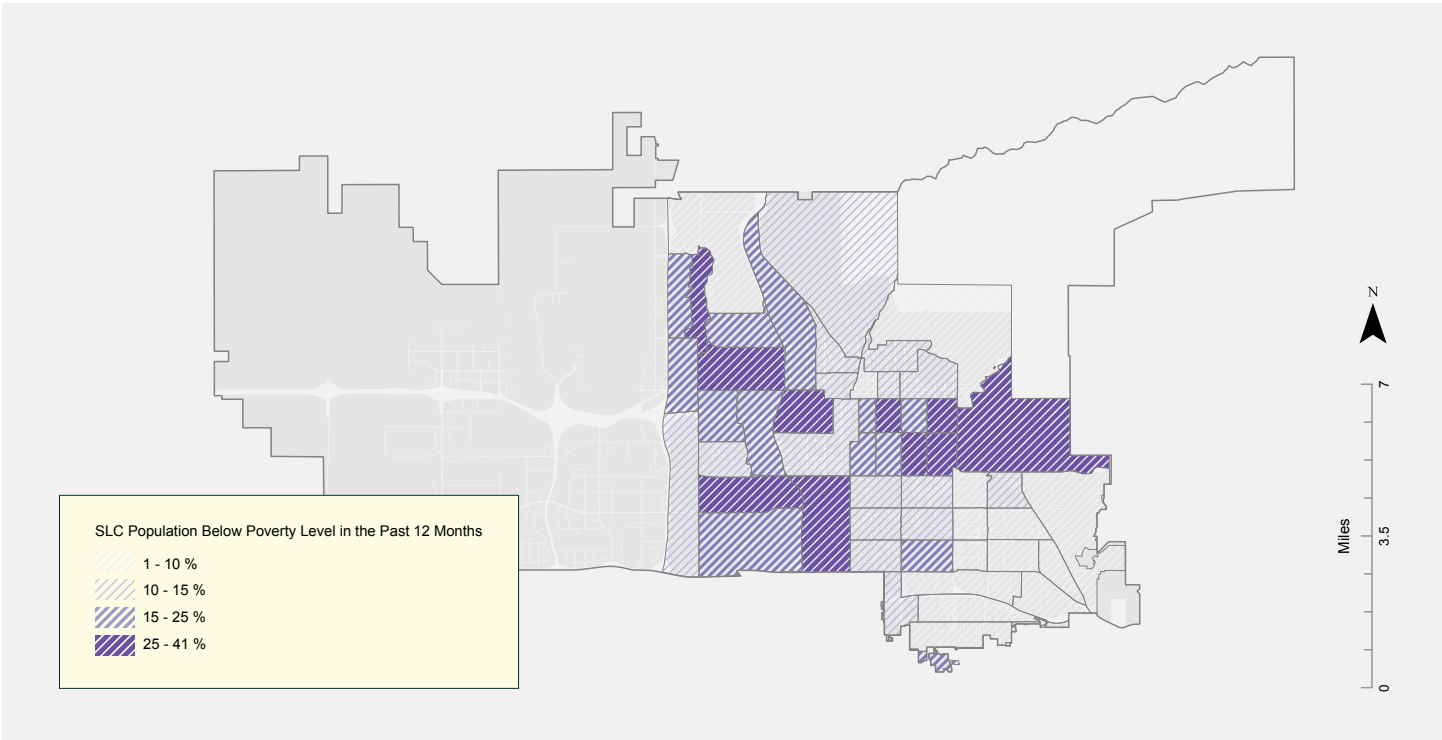 SLC Population Below Poverty Level in the Past 12 Months
1 - 10 %
10 - 15 %
15 - 25 %
25 - 41 %
N
7
3.5
0
Miles